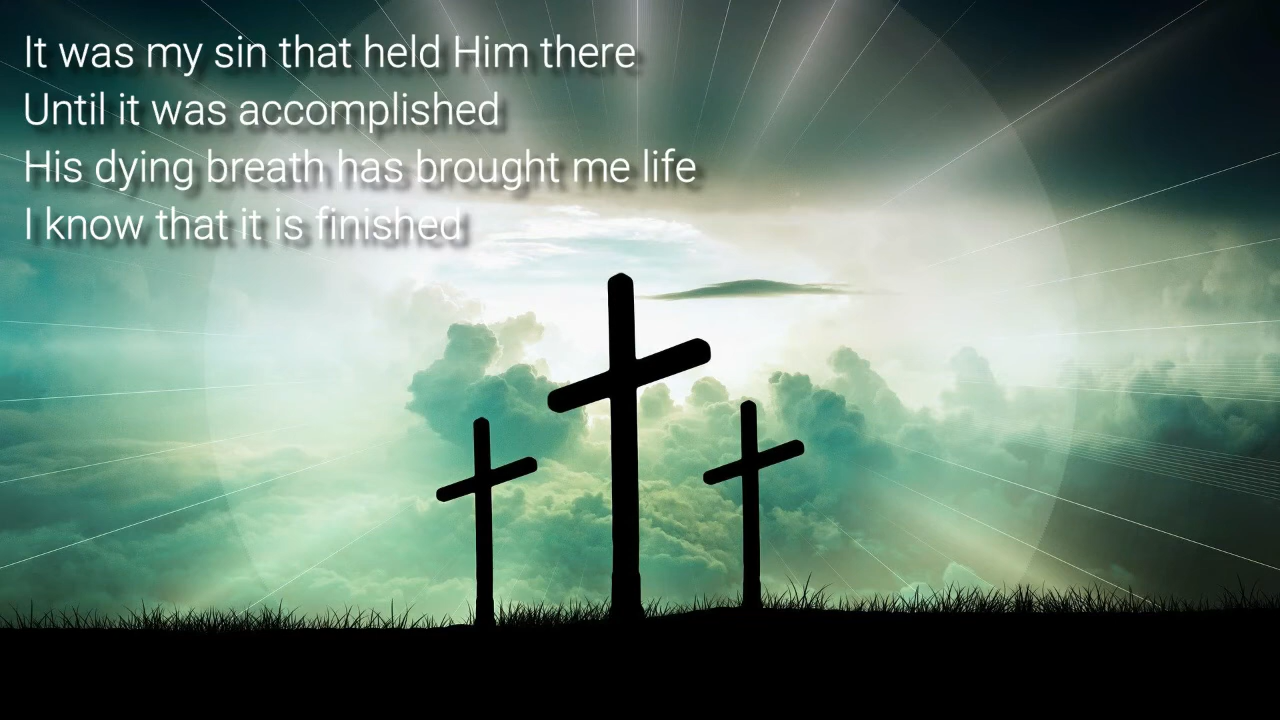 It was my sin that held Him there
Until it was accomplished
His dying breath has brought me life
I know that it is finished